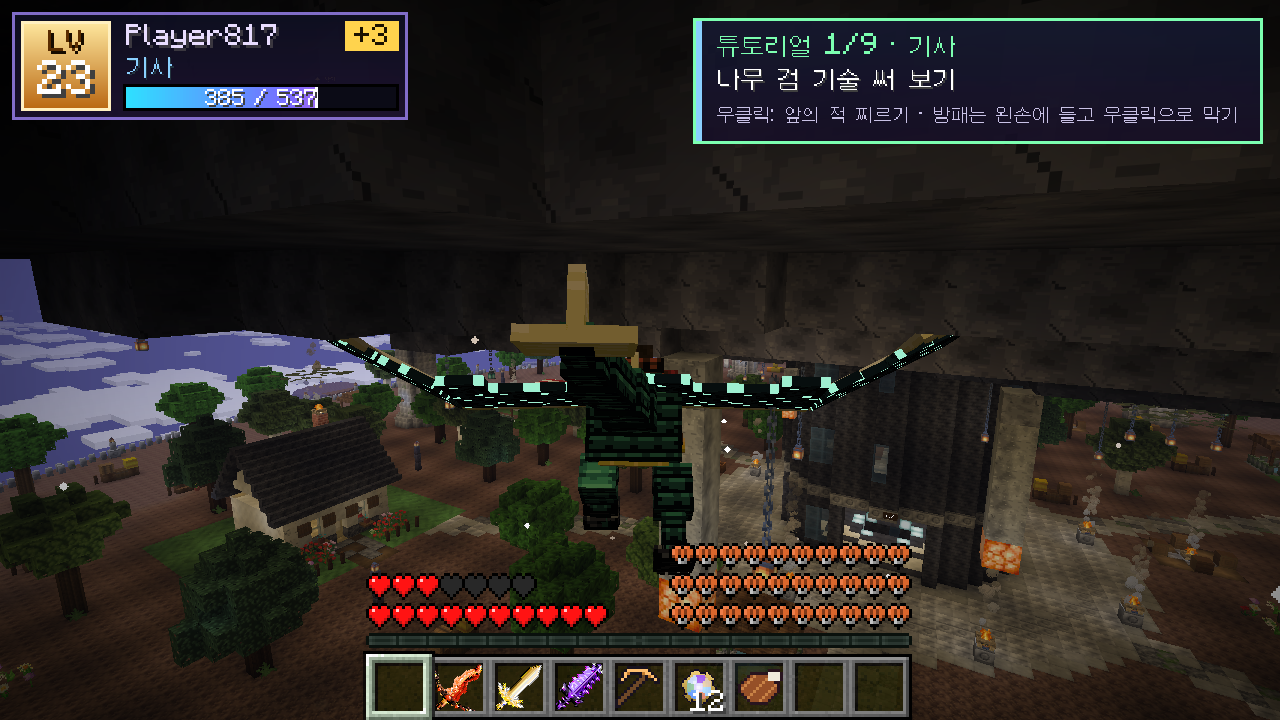 LV
23
Player817
+3
기사
385 / 537
튜토리얼 1/9 · 기사
나무 검 기술 써 보기
우클릭: 앞의 적 찌르기 · 방패는 왼손에 들고 우클릭으로 막기
12